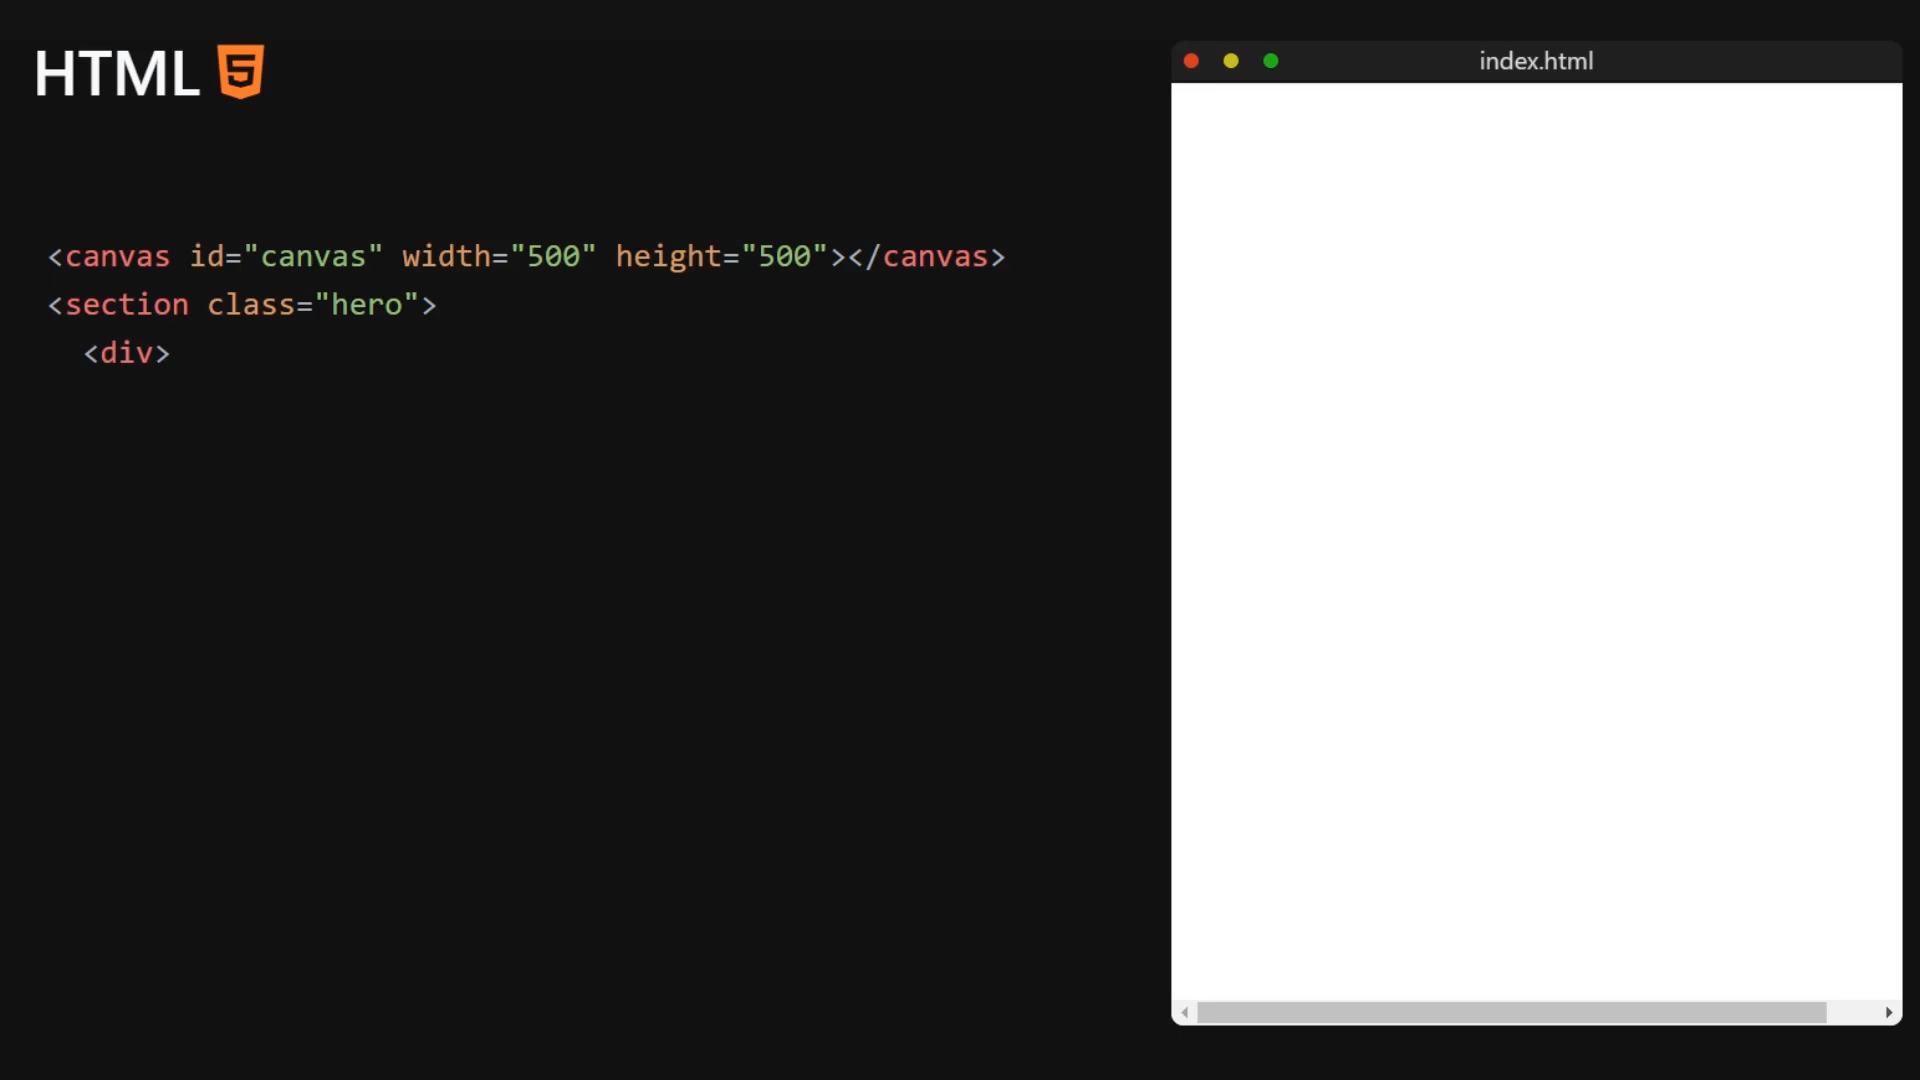 HTML 5
index.html
<canvas id="canvas" width="500" height="500"></canvas>
<section class="hero">
  <div>